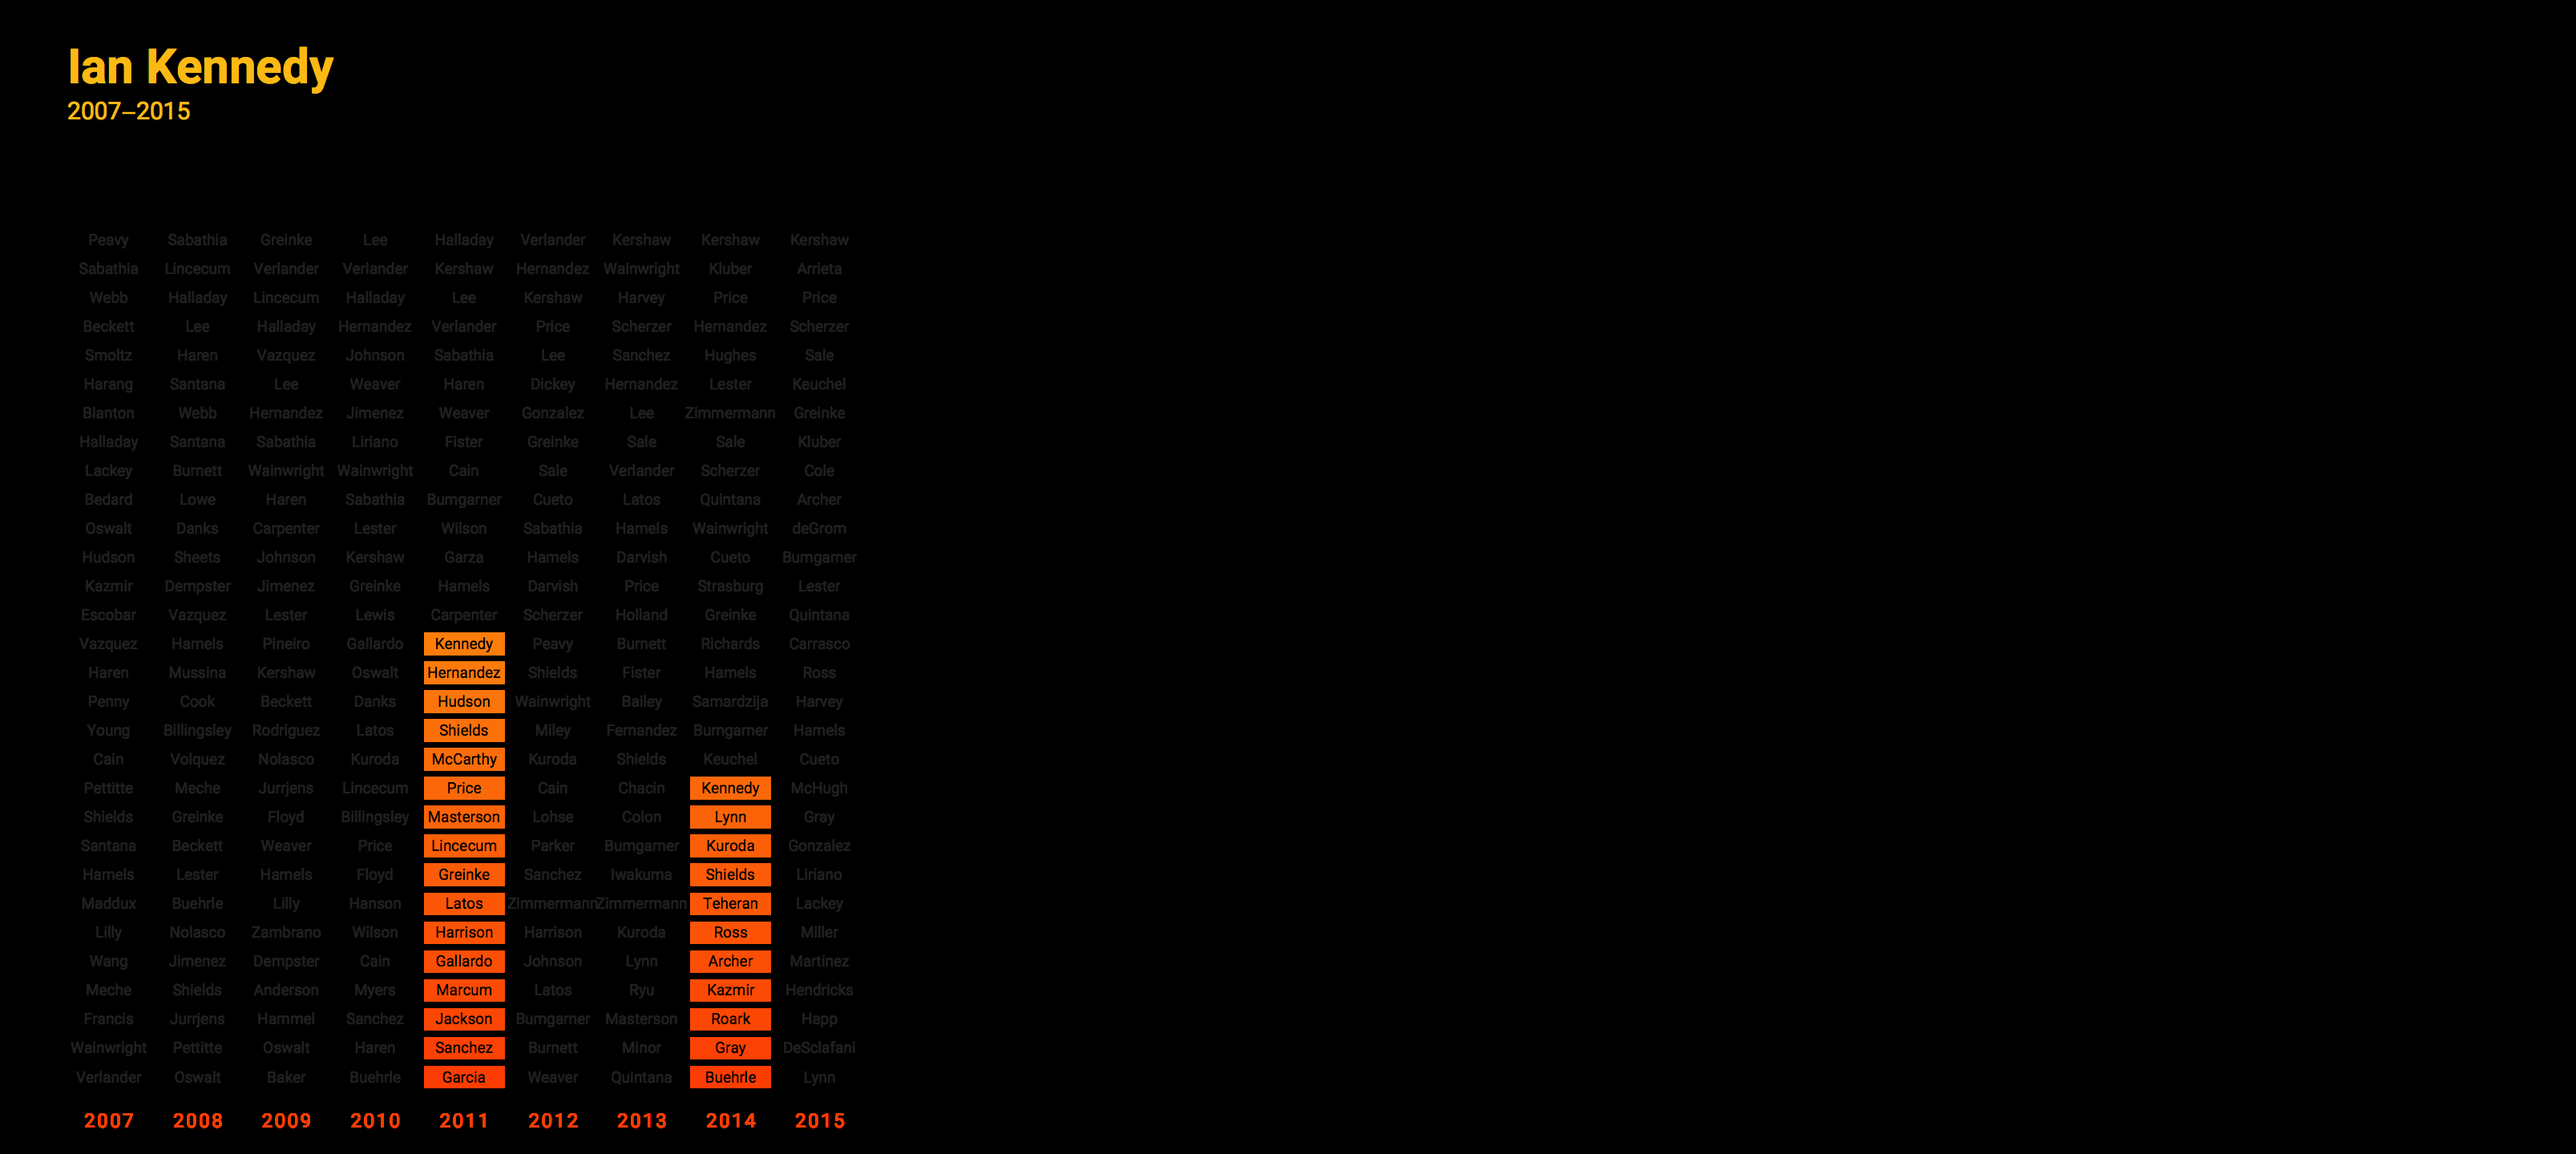 Ian Kennedy
2007–2015
Peavy Sabathia Greinke Lee Halladay Verlander Kershaw Kershaw Kershaw
Sabathia Lincecum Verlander Verlander Kershaw Hernandez Wainwright Kluber Arrieta
Webb Halladay Lincecum Halladay Lee Kershaw Harvey Price Price
Beckett Lee Halladay Hernandez Verlander Price Scherzer Hernandez Scherzer
Smoltz Haren Vazquez Johnson Sabathia Lee Sanchez Hughes Sale
Harang Santana Lee Weaver Haren Dickey Hernandez Lester Keuchel
Blanton Webb Hernandez Jimenez Weaver Gonzalez Lee Zimmermann Greinke
Halladay Santana Sabathia Liriano Fister Greinke Sale Sale Kluber
Lackey Burnett Wainwright Wainwright Cain Sale Verlander Scherzer Cole
Bedard Lowe Haren Sabathia Bumgarner Cueto Latos Quintana Archer
Oswalt Danks Carpenter Lester Wilson Sabathia Hamels Wainwright deGrom
Hudson Sheets Johnson Kershaw Garza Hamels Darvish Cueto Bumgarner
Kazmir Dempster Jimenez Greinke Hamels Darvish Price Strasburg Lester
Escobar Vazquez Lester Lewis Carpenter Scherzer Holland Greinke Quintana
Vazquez Hamels Pineiro Gallardo Kennedy Peavy Burnett Richards Carrasco
Haren Mussina Kershaw Oswalt Hernandez Shields Fister Hamels Ross
Penny Cook Beckett Danks Hudson Wainwright Bailey Samardzija Harvey
Young Billingsley Rodriguez Latos Shields Miley Fernandez Bumgarner Hamels
Cain Volquez Nolasco Kuroda McCarthy Kuroda Shields Keuchel Cueto
Pettitte Meche Jurrjens Lincecum Price Cain Chacin Kennedy McHugh
Shields Greinke Floyd Billingsley Masterson Lohse Colon Lynn Gray
Santana Beckett Weaver Price Lincecum Parker Bumgarner Kuroda Gonzalez
Hamels Lester Hamels Floyd Greinke Sanchez Iwakuma Shields Liriano
Maddux Buehrle Lilly Hanson Latos Zimmermann Zimmermann Teheran Lackey
Lilly Nolasco Zambrano Wilson Harrison Harrison Kuroda Ross Miller
Wang Jimenez Dempster Cain Gallardo Johnson Lynn Archer Martinez
Meche Shields Anderson Myers Marcum Latos Ryu Kazmir Hendricks
Francis Jurrjens Hammel Sanchez Jackson Bumgarner Masterson Roark Happ
Wainwright Pettitte Oswalt Haren Sanchez Burnett Minor Gray DeSclafani
Verlander Oswalt Baker Buehrle Garcia Weaver Quintana Buehrle Lynn
2007 2008 2009 2010 2011 2012 2013 2014 2015